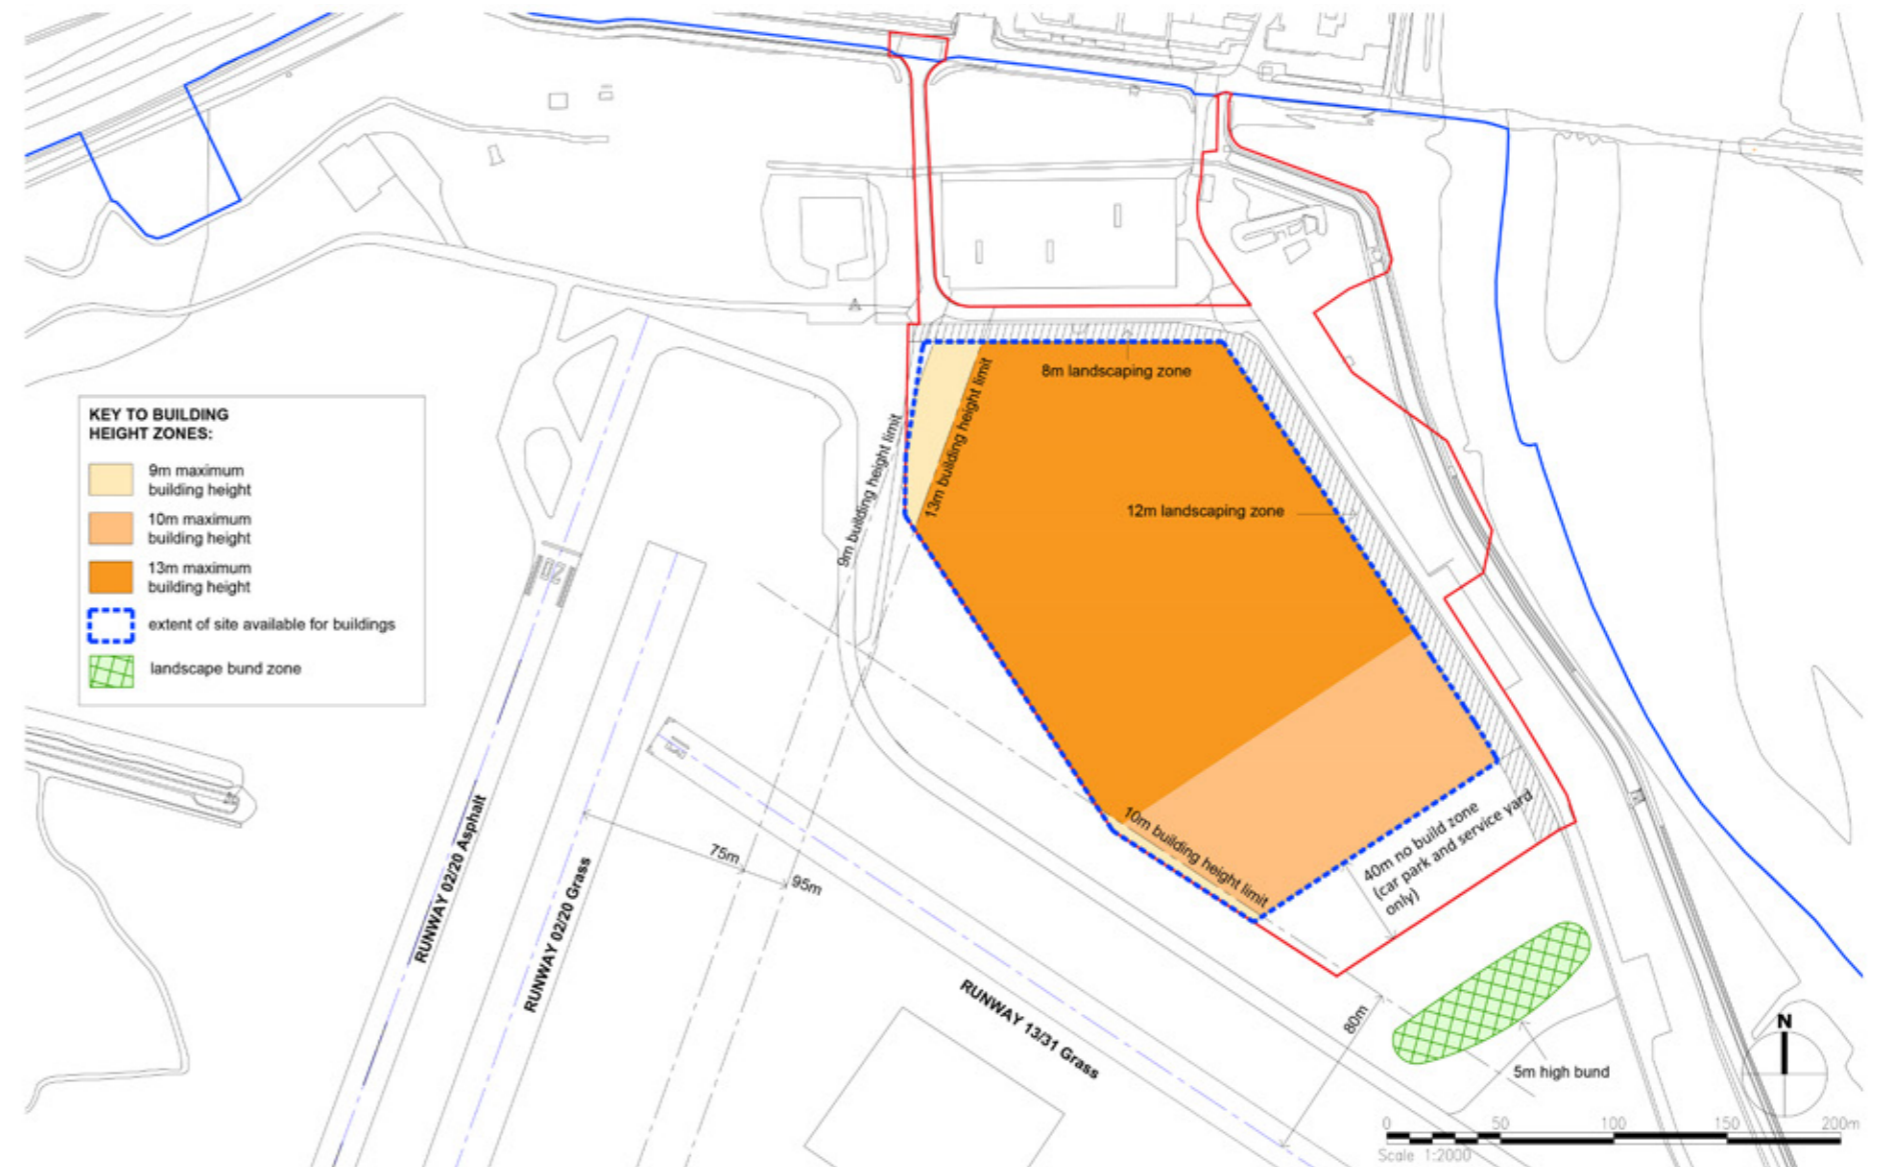 KEY TO BUILDING
HEIGHT ZONES:
9m maximum
building height
10m maximum
building height
13m maximum
building height
extent of site available for buildings
landscape bund zone
8m landscaping zone
9m building height limit
13m building height limit
12m landscaping zone
10m building height limit
40m no build zone
(car park and service yard
only)
75m
95m
80m
RUNWAY 02/20 Asphalt
RUNWAY 02/20 Grass
RUNWAY 13/31 Grass
5m high bund
N
0 50 100 150 200m
Scale 1:2000